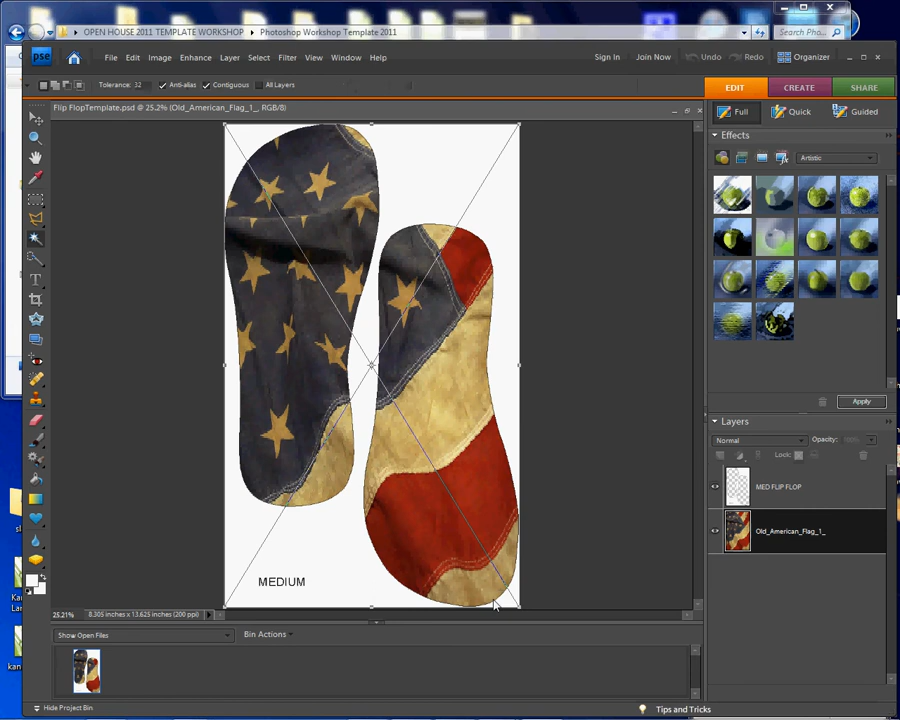 OPEN HOUSE 2011 TEMPLATE WORKSHOP Photoshop Workshop Template 2011 Search Pho...
pse File Edit Image Enhance Layer Select Filter View Window Help Sign In Join Now Undo Redo Organizer
Tolerance: 32 Anti-alias Contiguous All Layers EDIT CREATE SHARE
Flip FlopTemplate.psd @ 25.2% (Old_American_Flag_1_, RGB/8)
Full Quick Guided
Effects
Artistic
Apply
Layers
Normal Opacity:
Lock:
MED FLIP FLOP
Old_American_Flag_1_
MEDIUM
25.21% 8.305 inches x 13.625 inches (200 ppi)
Show Open Files Bin Actions
Hide Project Bin Tips and Tricks